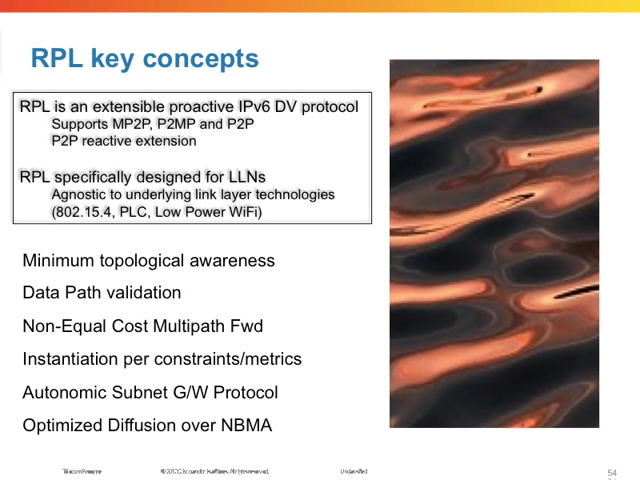 RPL key concepts
RPL is an extensible proactive IPv6 DV protocol
Supports MP2P, P2MP and P2P
P2P reactive extension
RPL specifically designed for LLNs
Agnostic to underlying link layer technologies
(802.15.4, PLC, Low Power WiFi)
Minimum topological awareness
Data Path validation
Non-Equal Cost Multipath Fwd
Instantiation per constraints/metrics
Autonomic Subnet G/W Protocol
Optimized Diffusion over NBMA
54